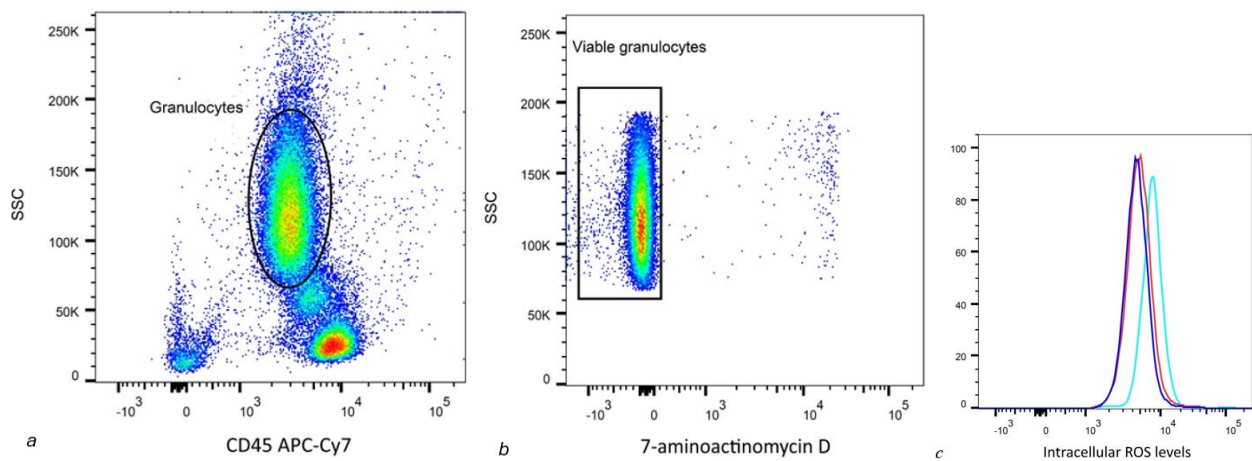 250K
200K
150K
100K
50K
0
SSC
Granulocytes
-10³ 0 10³ 10⁴ 10⁵
CD45 APC-Cy7
a
250K
200K
150K
100K
50K
0
SSC
Viable granulocytes
-10³ 0 10³ 10⁴ 10⁵
7-aminoactinomycin D
b
100
80
60
40
20
0
-10³ 0 10³ 10⁴ 10⁵
Intracellular ROS levels
c